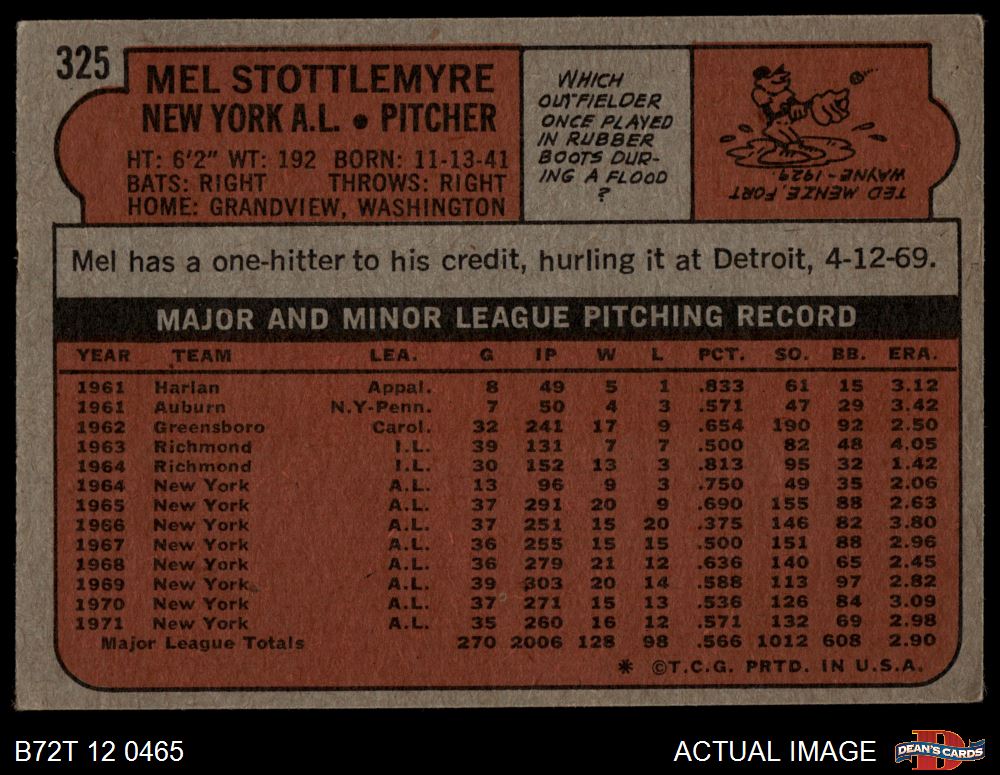 325
MEL STOTTLEMYRE
NEW YORK A.L. • PITCHER
HT: 6'2" WT: 192 BORN: 11-13-41
BATS: RIGHT THROWS: RIGHT
HOME: GRANDVIEW, WASHINGTON
WHICH
OUTFIELDER
ONCE PLAYED
IN RUBBER
BOOTS DUR-
ING A FLOOD
?
TED MENZE, FORT
WAYNE - 1929.
Mel has a one-hitter to his credit, hurling it at Detroit, 4-12-69.
MAJOR AND MINOR LEAGUE PITCHING RECORD
YEAR TEAM LEA. G IP W L PCT. SO. BB. ERA.
1961 Harlan Appal. 8 49 5 1 .833 61 15 3.12
1961 Auburn N.Y-Penn. 7 50 4 3 .571 47 29 3.42
1962 Greensboro Carol. 32 241 17 9 .654 190 92 2.50
1963 Richmond I.L. 39 131 7 7 .500 82 48 4.05
1964 Richmond I.L. 30 152 13 3 .813 95 32 1.42
1964 New York A.L. 13 96 9 3 .750 49 35 2.06
1965 New York A.L. 37 291 20 9 .690 155 88 2.63
1966 New York A.L. 37 251 15 20 .375 146 82 3.80
1967 New York A.L. 36 255 15 15 .500 151 88 2.96
1968 New York A.L. 36 279 21 12 .636 140 65 2.45
1969 New York A.L. 39 303 20 14 .588 113 97 2.82
1970 New York A.L. 37 271 15 13 .536 126 84 3.09
1971 New York A.L. 35 260 16 12 .571 132 69 2.98
Major League Totals 270 2006 128 98 .566 1012 608 2.90
* ©T.C.G. PRTD. IN U.S.A.
B72T 12 0465
ACTUAL IMAGE
DEAN'S CARDS